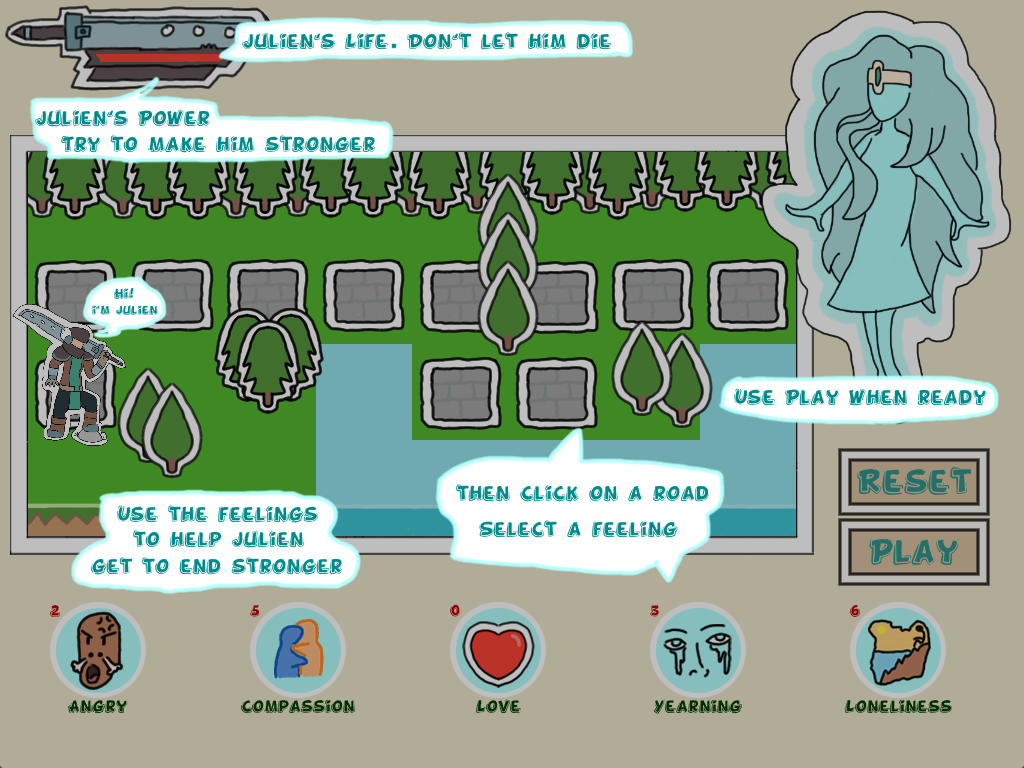 JULIEN'S LIFE. DON'T LET HIM DIE
JULIEN'S POWER
TRY TO MAKE HIM STRONGER
HI!
I'M JULIEN
USE PLAY WHEN READY
RESET
PLAY
THEN CLICK ON A ROAD
SELECT A FEELING
USE THE FEELINGS
TO HELP JULIEN
GET TO END STRONGER
2 5 0 3 6
ANGRY COMPASSION LOVE YEARNING LONELINESS